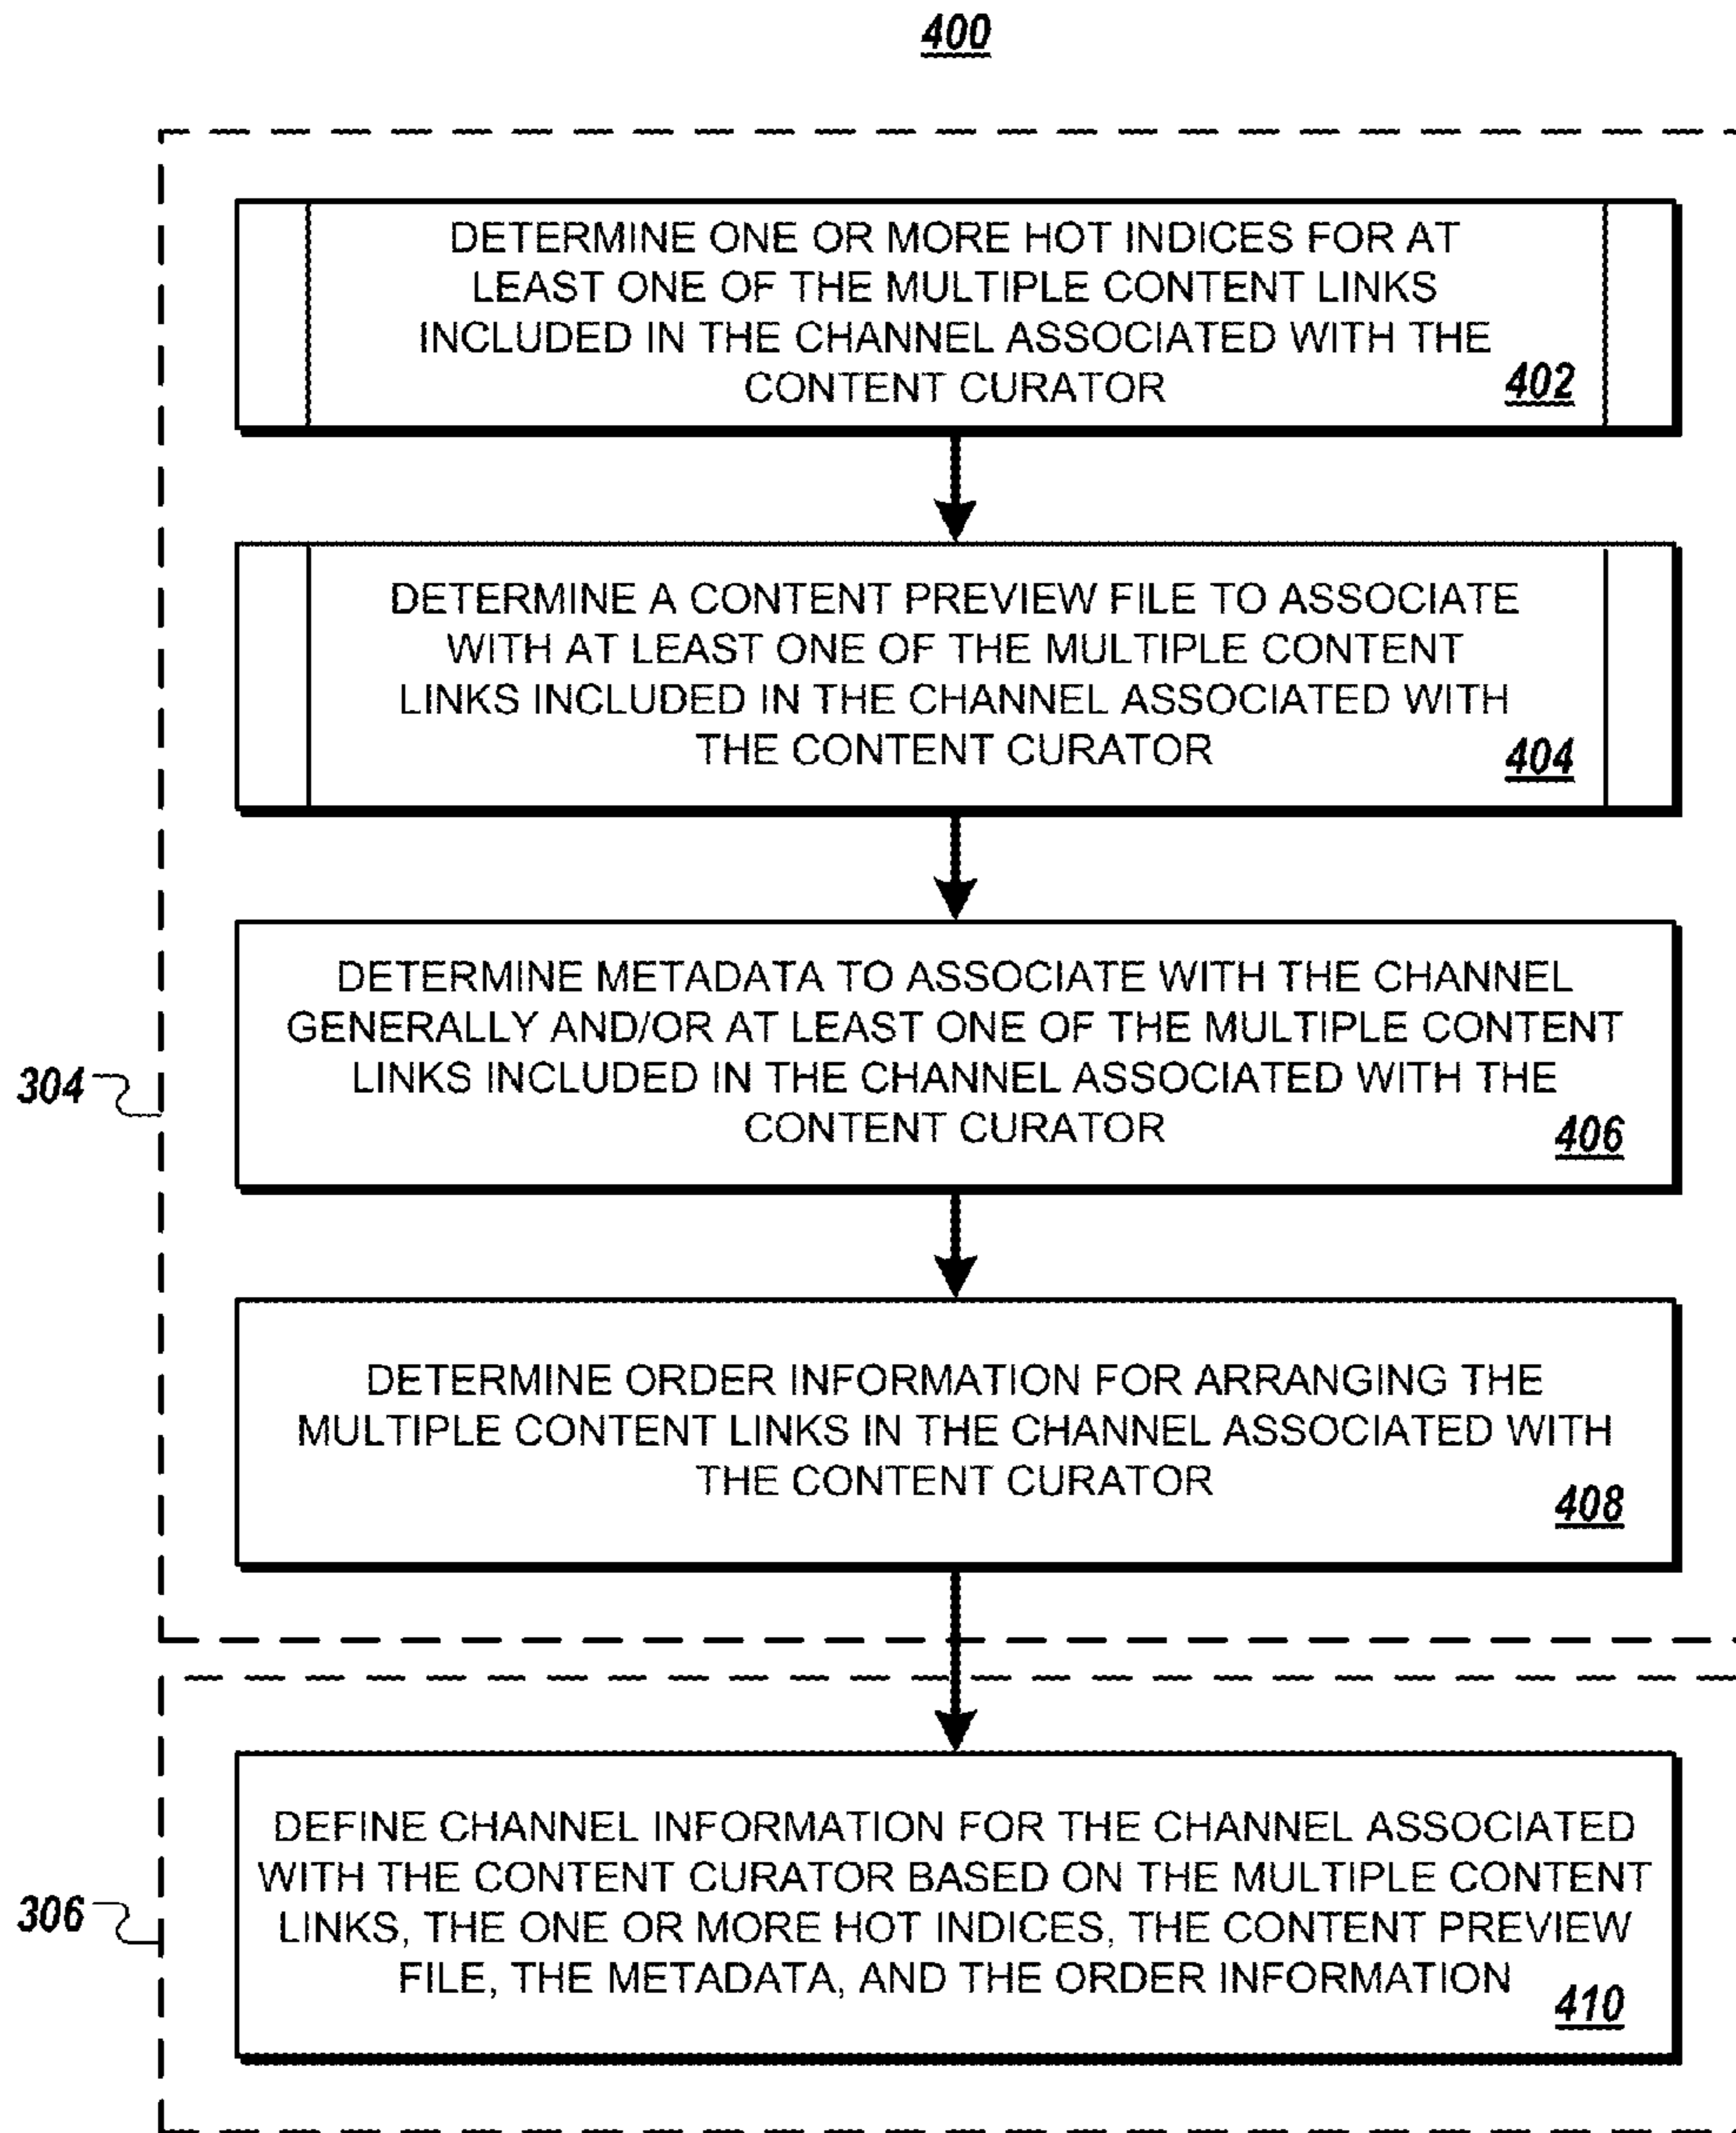 400
DETERMINE ONE OR MORE HOT INDICES FOR AT
LEAST ONE OF THE MULTIPLE CONTENT LINKS
INCLUDED IN THE CHANNEL ASSOCIATED WITH THE
CONTENT CURATOR
402
DETERMINE A CONTENT PREVIEW FILE TO ASSOCIATE
WITH AT LEAST ONE OF THE MULTIPLE CONTENT
LINKS INCLUDED IN THE CHANNEL ASSOCIATED WITH
THE CONTENT CURATOR
404
DETERMINE METADATA TO ASSOCIATE WITH THE CHANNEL
GENERALLY AND/OR AT LEAST ONE OF THE MULTIPLE CONTENT
LINKS INCLUDED IN THE CHANNEL ASSOCIATED WITH THE
CONTENT CURATOR
406
304
DETERMINE ORDER INFORMATION FOR ARRANGING THE
MULTIPLE CONTENT LINKS IN THE CHANNEL ASSOCIATED WITH
THE CONTENT CURATOR
408
DEFINE CHANNEL INFORMATION FOR THE CHANNEL ASSOCIATED
WITH THE CONTENT CURATOR BASED ON THE MULTIPLE CONTENT
LINKS, THE ONE OR MORE HOT INDICES, THE CONTENT PREVIEW
FILE, THE METADATA, AND THE ORDER INFORMATION
410
306